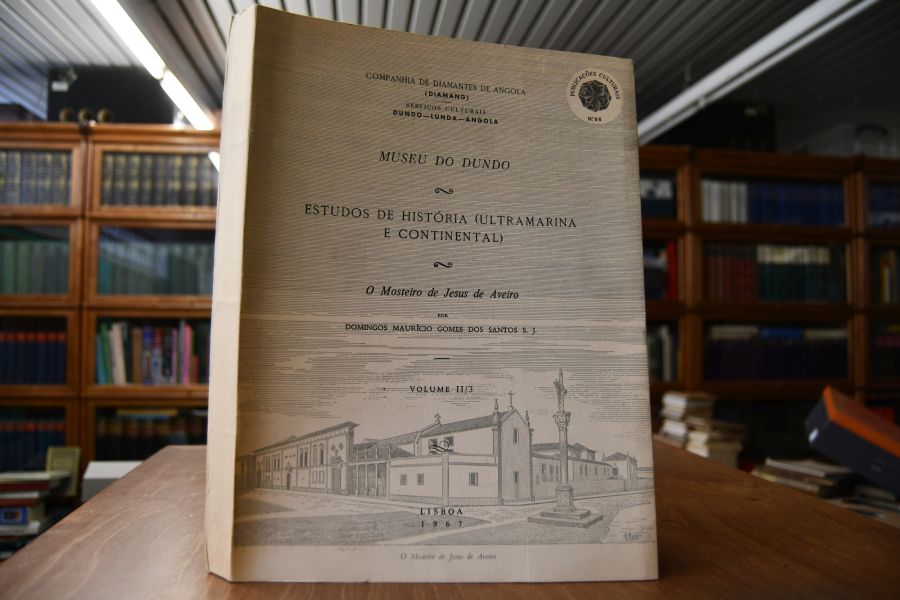 COMPANHIA DE DIAMANTES DE ANGOLA
(DIAMANG)
SERVIÇOS CULTURAIS
DUNDO—LUNDA—ANGOLA
PUBLICAÇÕES CULTURAIS
MUSEU DO DUNDO
ESTUDOS DE HISTÓRIA (ULTRAMARINA
E CONTINENTAL)
O Mosteiro de Jesus de Aveiro
POR
DOMINGOS MAURÍCIO GOMES DOS SANTOS S. J.
VOLUME II/3
LISBOA
1967
O Mosteiro de Jesus de Aveiro